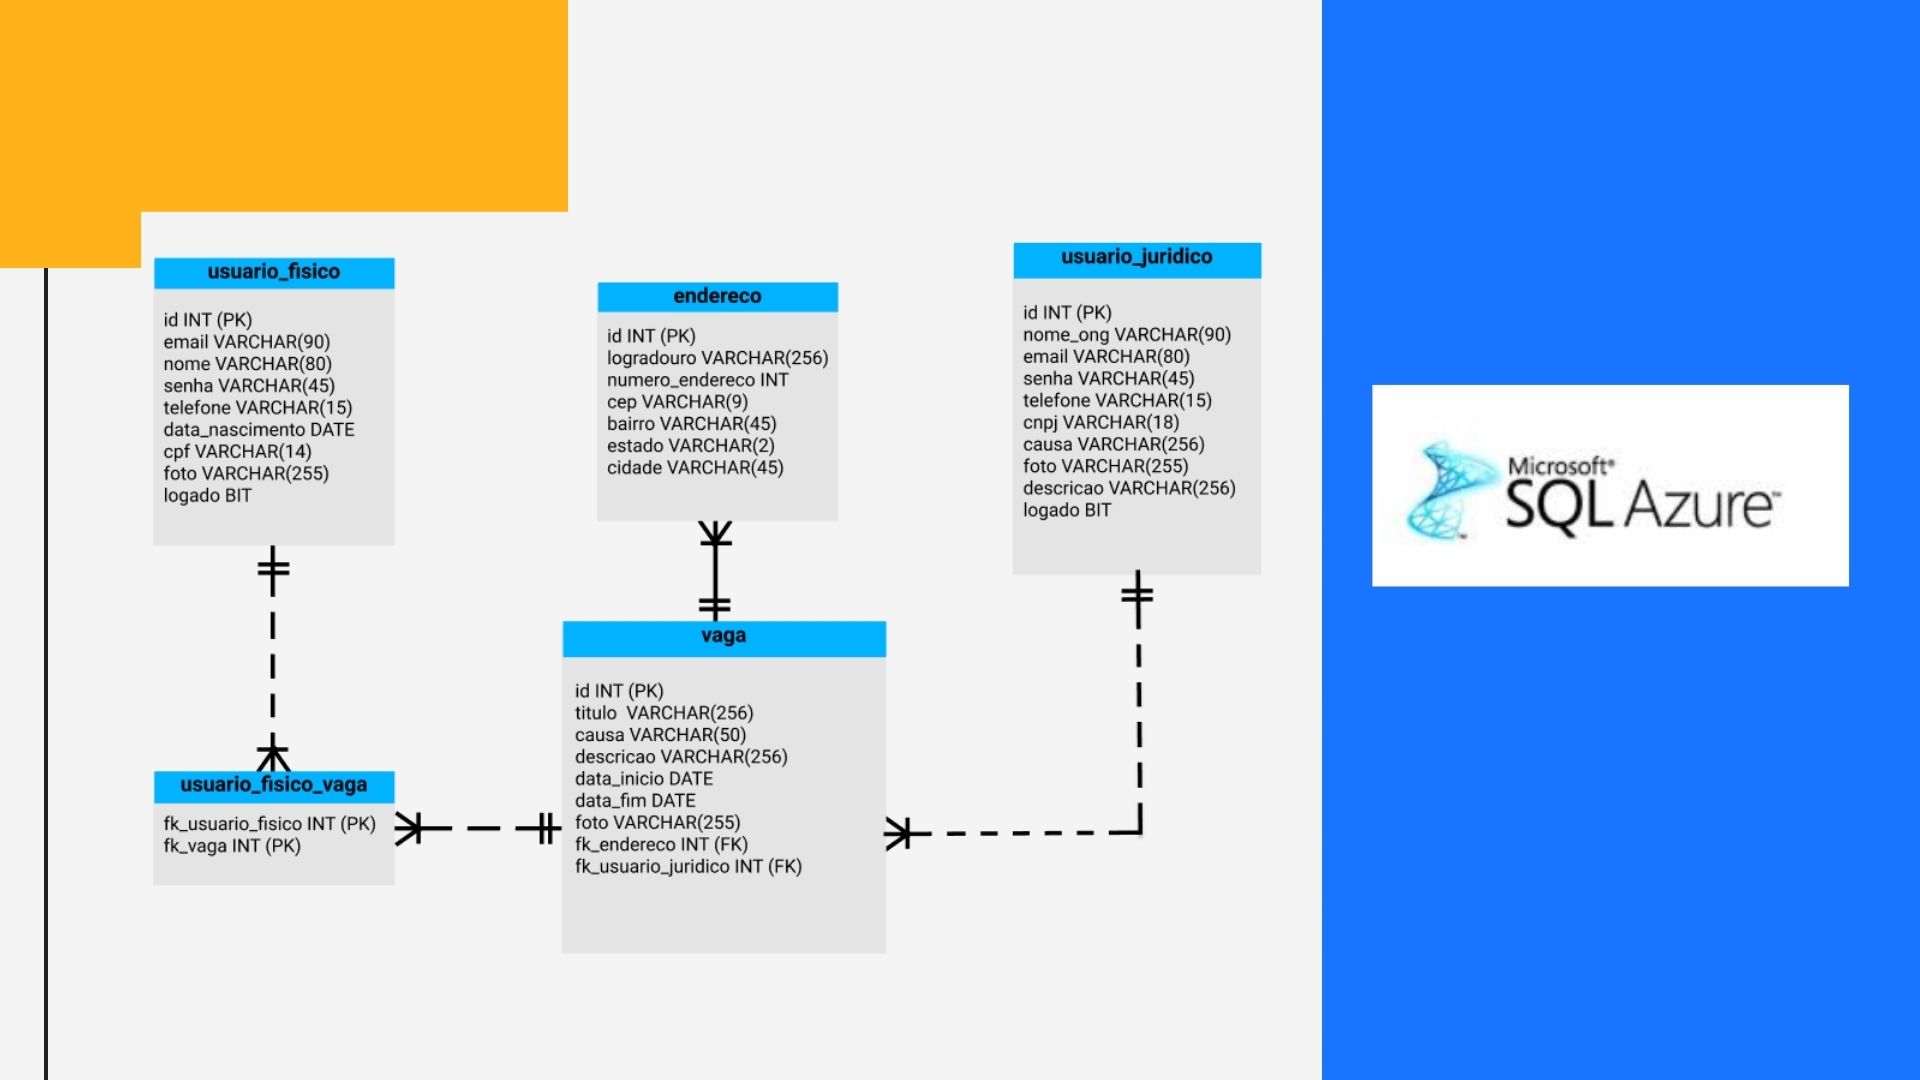 usuario_fisico
id INT (PK)
email VARCHAR(90)
nome VARCHAR(80)
senha VARCHAR(45)
telefone VARCHAR(15)
data_nascimento DATE
cpf VARCHAR(14)
foto VARCHAR(255)
logado BIT
endereco
id INT (PK)
logradouro VARCHAR(256)
numero_endereco INT
cep VARCHAR(9)
bairro VARCHAR(45)
estado VARCHAR(2)
cidade VARCHAR(45)
usuario_juridico
id INT (PK)
nome_ong VARCHAR(90)
email VARCHAR(80)
senha VARCHAR(45)
telefone VARCHAR(15)
cnpj VARCHAR(18)
causa VARCHAR(256)
foto VARCHAR(255)
descricao VARCHAR(256)
logado BIT
usuario_fisico_vaga
fk_usuario_fisico INT (PK)
fk_vaga INT (PK)
vaga
id INT (PK)
titulo  VARCHAR(256)
causa VARCHAR(50)
descricao VARCHAR(256)
data_inicio DATE
data_fim DATE
foto VARCHAR(255)
fk_endereco INT (FK)
fk_usuario_juridico INT (FK)
Microsoft®
SQL Azure™